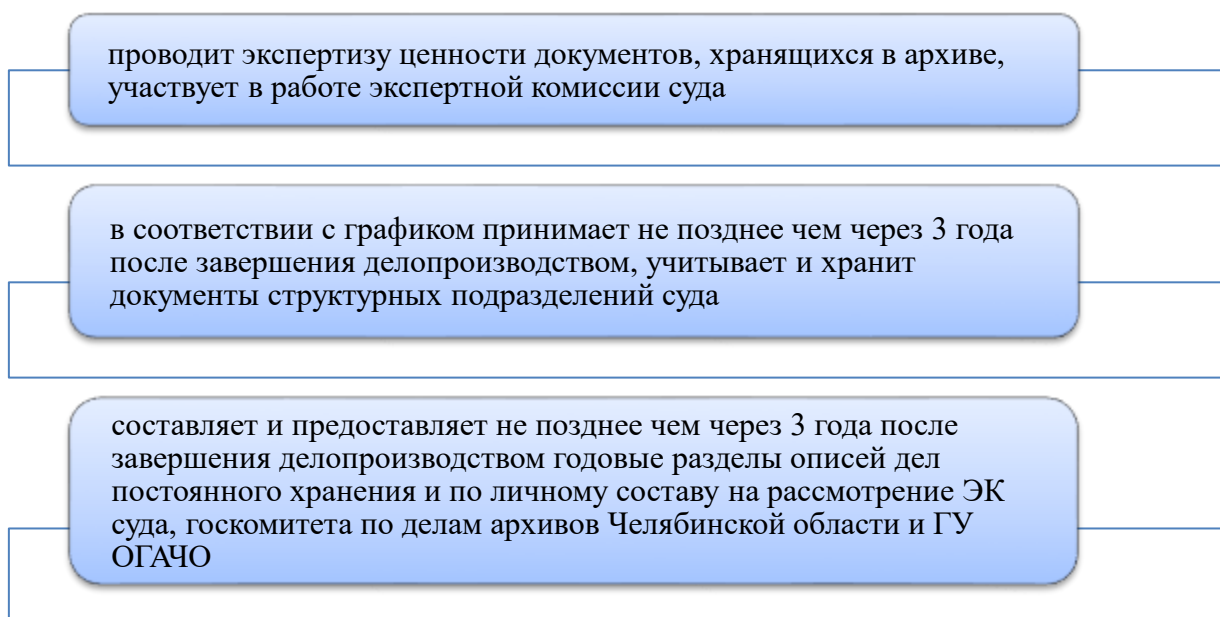 проводит экспертизу ценности документов, хранящихся в архиве,
участвует в работе экспертной комиссии суда
в соответствии с графиком принимает не позднее чем через 3 года
после завершения делопроизводством, учитывает и хранит
документы структурных подразделений суда
составляет и предоставляет не позднее чем через 3 года после
завершения делопроизводством годовые разделы описей дел
постоянного хранения и по личному составу на рассмотрение ЭК
суда, госкомитета по делам архивов Челябинской области и ГУ
ОГАЧО